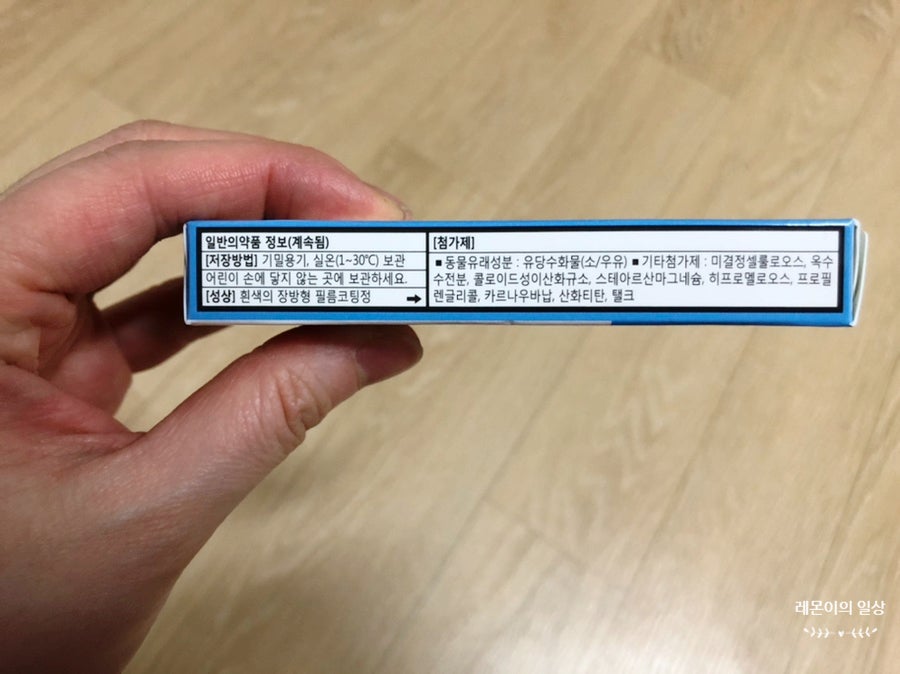 일반의약품 정보(계속됨)
[저장방법] 기밀용기, 실온(1~30℃) 보관
어린이 손에 닿지 않는 곳에 보관하세요.
[성상] 흰색의 장방형 필름코팅정
[첨가제]
■ 동물유래성분 : 유당수화물(소/우유) ■ 기타첨가제 : 미결정셀룰로오스, 옥수
수전분, 콜로이드성이산화규소, 스테아르산마그네슘, 히프로멜로오스, 프로필
렌글리콜, 카르나우바납, 산화티탄, 탤크
레몬이의 일상